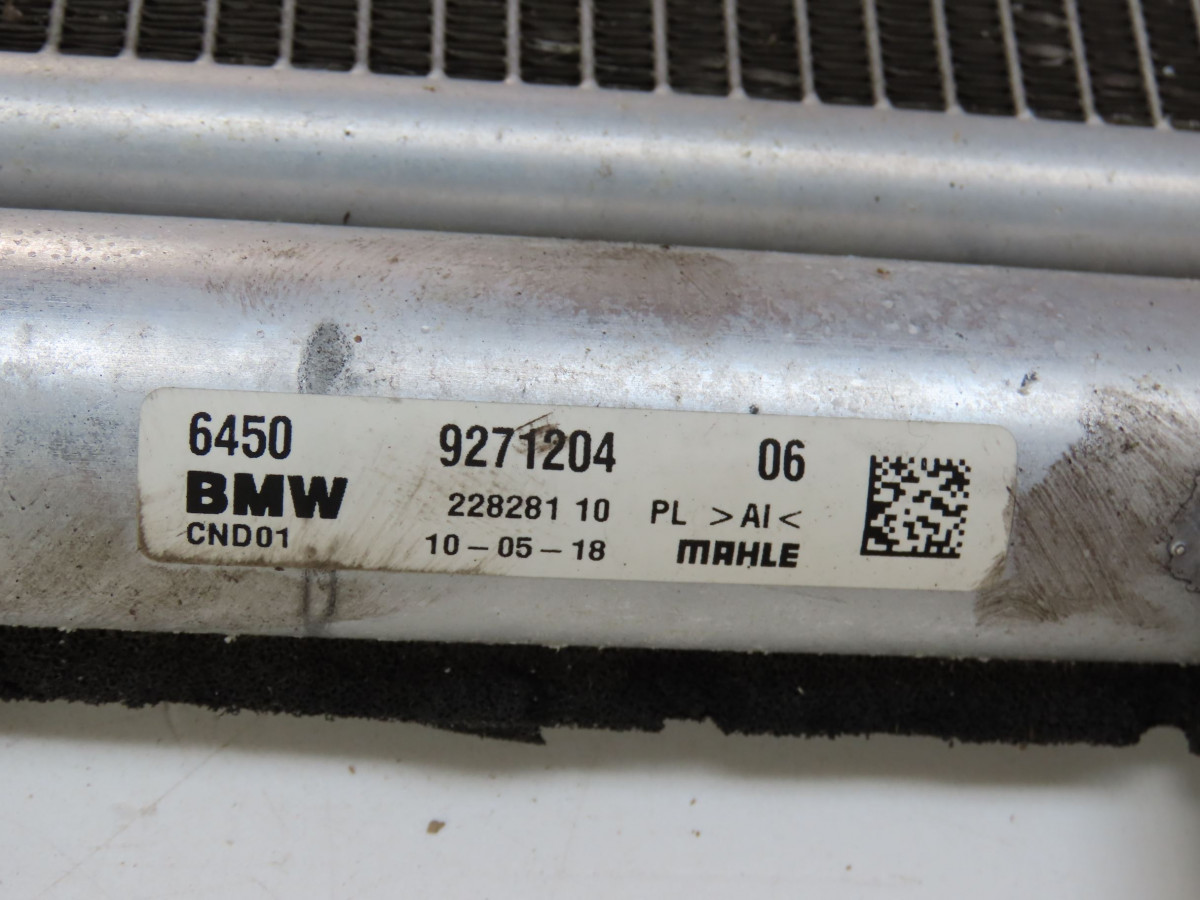 6450 9271204 06
BMW 228281 10 PL >Al<
CND01 10-05-18 MAHLE